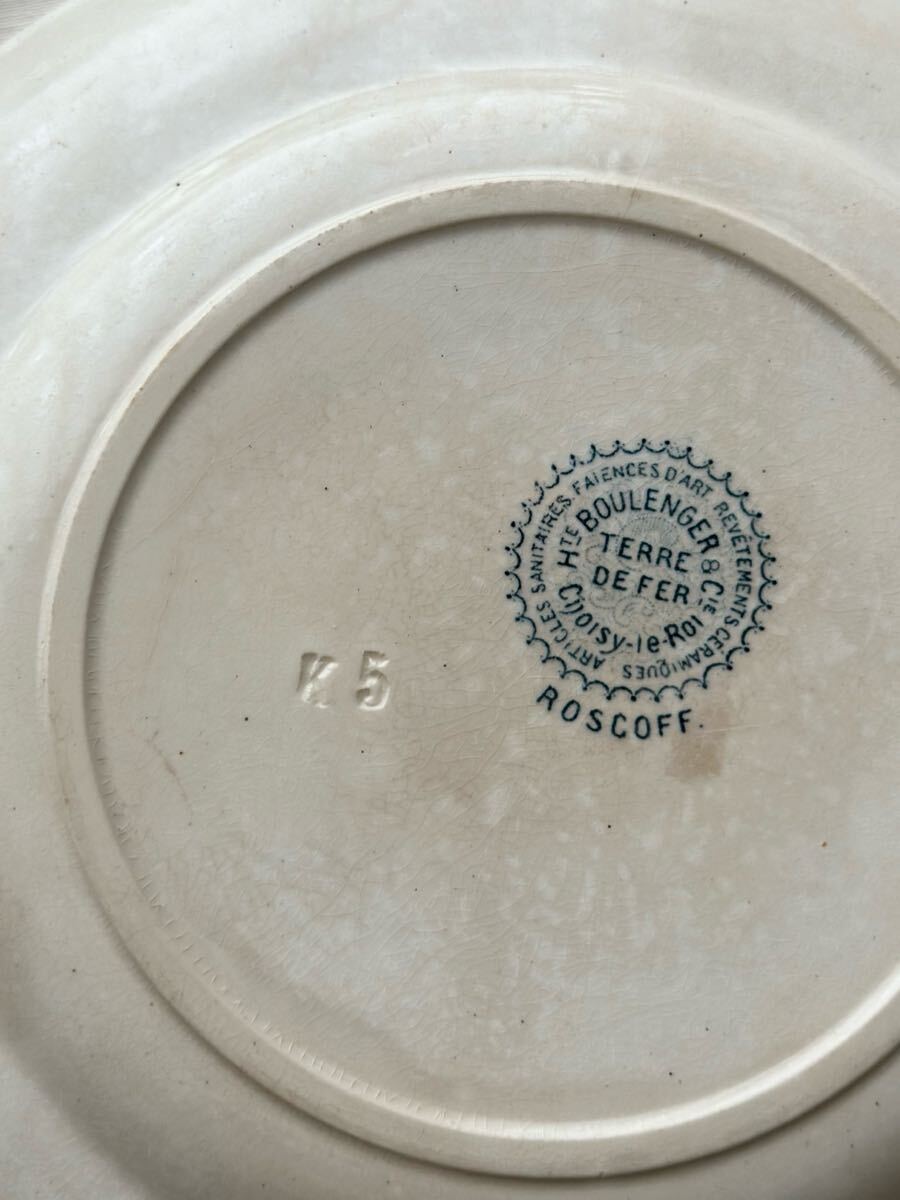 ARTICLES SANITAIRES. FAIENCES D'ART REVÊTEMENTS CÉRAMIQUES
HTE BOULENGER & CIE
TERRE
DE FER
Choisy-le-Roi
ROSCOFF.
K 5